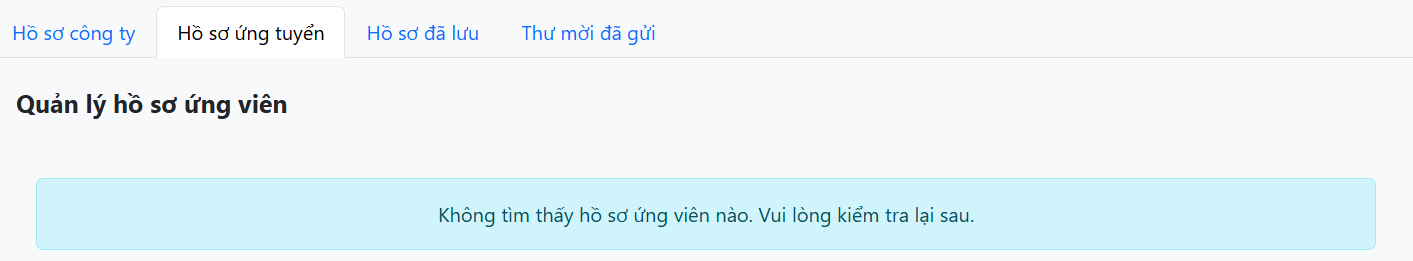 Hồ sơ công ty Hồ sơ ứng tuyển Hồ sơ đã lưu Thư mời đã gửi
Quản lý hồ sơ ứng viên
Không tìm thấy hồ sơ ứng viên nào. Vui lòng kiểm tra lại sau.